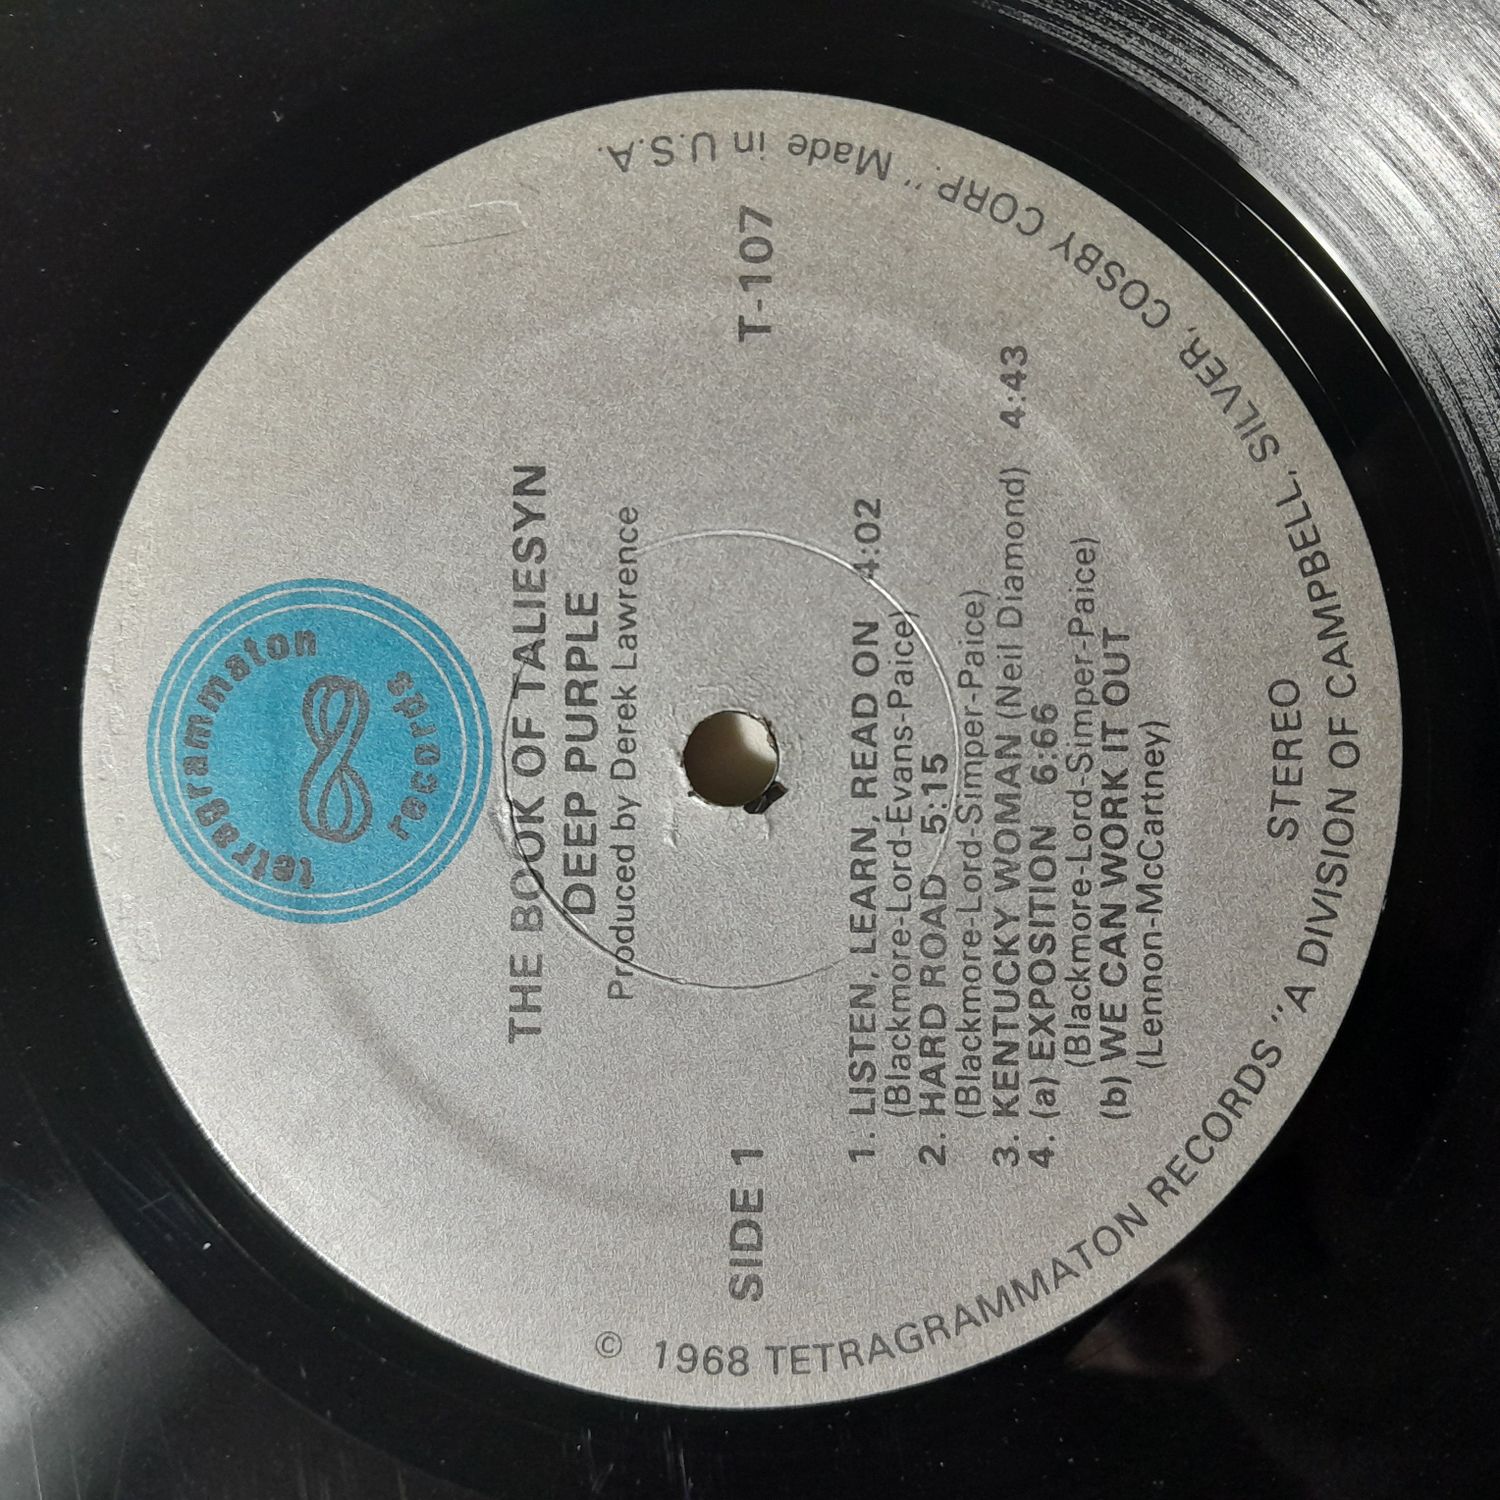 tetragrammaton
records
THE BOOK OF TALIESYN
DEEP PURPLE
Produced by Derek Lawrence
SIDE 1
T-107
1. LISTEN, LEARN, READ ON 4:02
(Blackmore-Lord-Evans-Paice)
2. HARD ROAD 5:15
(Blackmore-Lord-Simper-Paice)
3. KENTUCKY WOMAN (Neil Diamond) 4:43
4. (a) EXPOSITION 6:66
(Blackmore-Lord-Simper-Paice)
(b) WE CAN WORK IT OUT
(Lennon-McCartney)
STEREO
© 1968 TETRAGRAMMATON RECORDS "A DIVISION OF CAMPBELL, SILVER, COSBY CORP." Made in U.S.A.